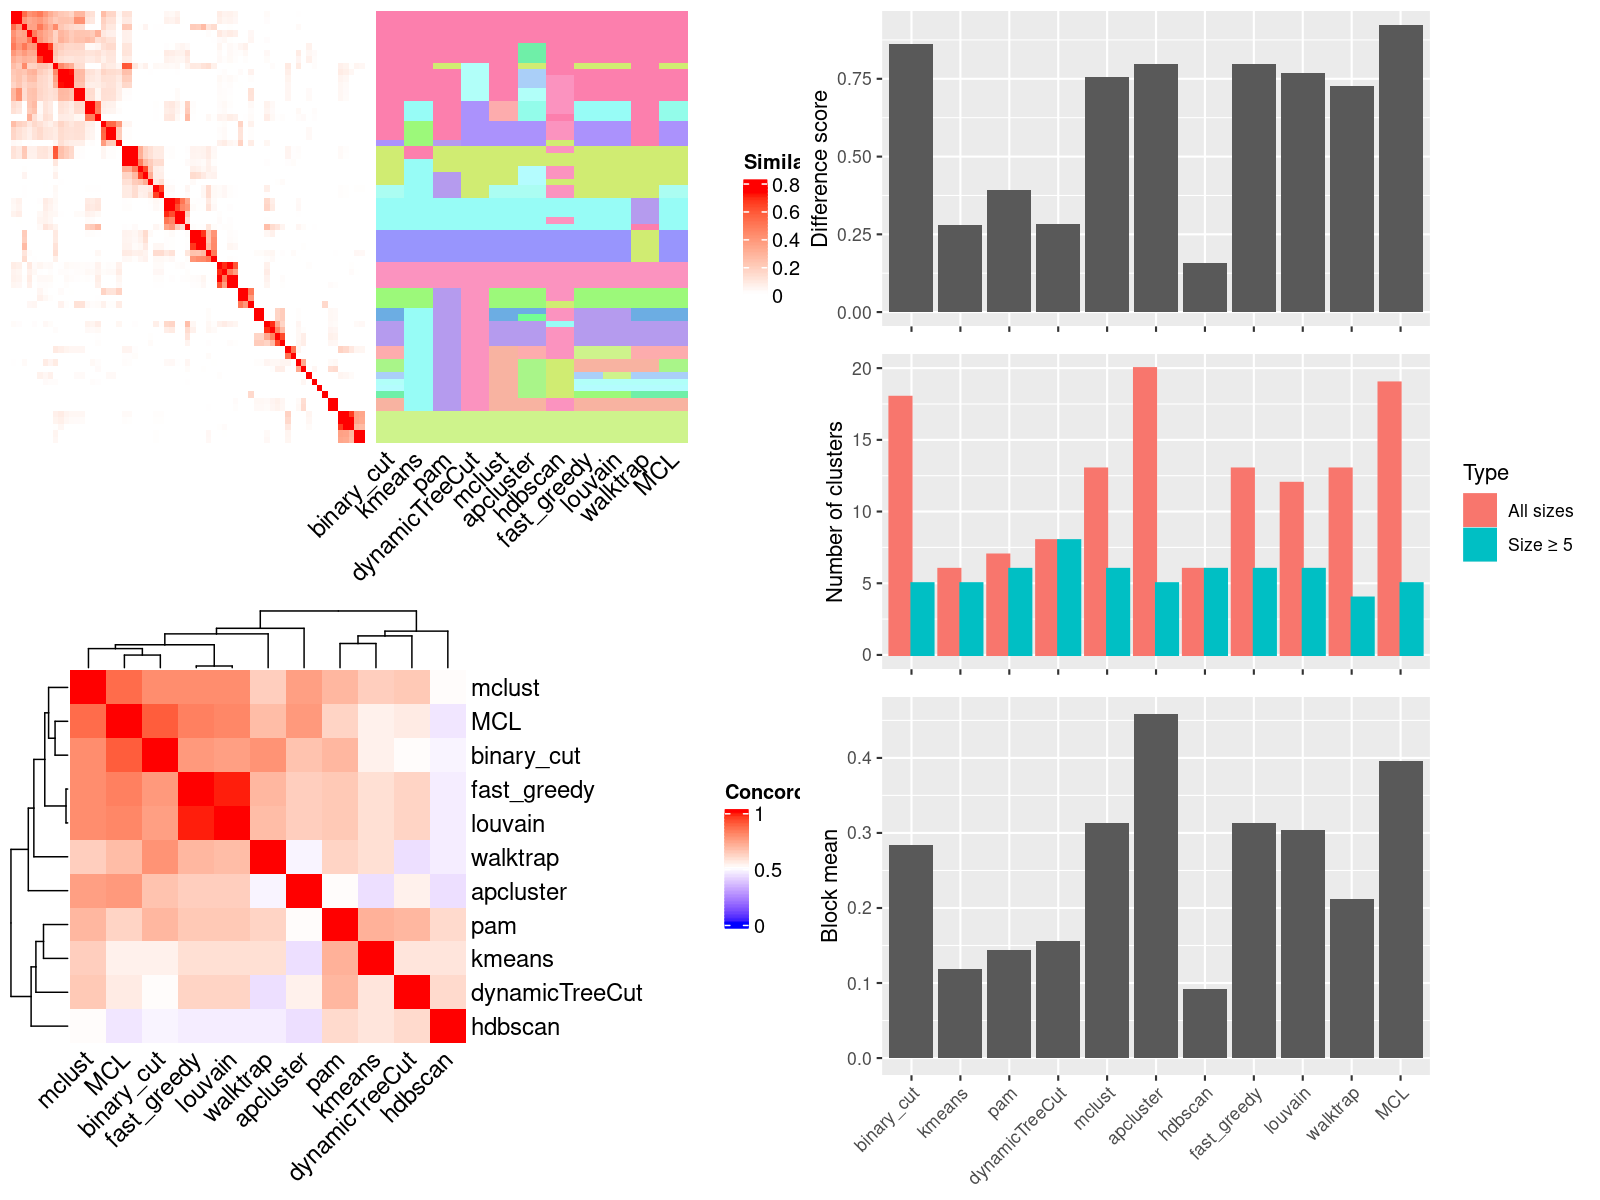 Simila
0.8
0.6
0.4
0.2
0
binary_cut
kmeans
pam
dynamicTreeCut
mclust
apcluster
hdbscan
fast_greedy
louvain
walktrap
MCL
mclust
MCL
binary_cut
fast_greedy
louvain
walktrap
apcluster
pam
kmeans
dynamicTreeCut
hdbscan
Concord
1
0.5
0
mclust
MCL
binary_cut
fast_greedy
louvain
walktrap
apcluster
pam
kmeans
dynamicTreeCut
hdbscan
Difference score
0.75
0.50
0.25
0.00
Number of clusters
20
15
10
5
0
Type
All sizes
Size ≥ 5
Block mean
0.4
0.3
0.2
0.1
0.0
binary_cut
kmeans
pam
dynamicTreeCut
mclust
apcluster
hdbscan
fast_greedy
louvain
walktrap
MCL